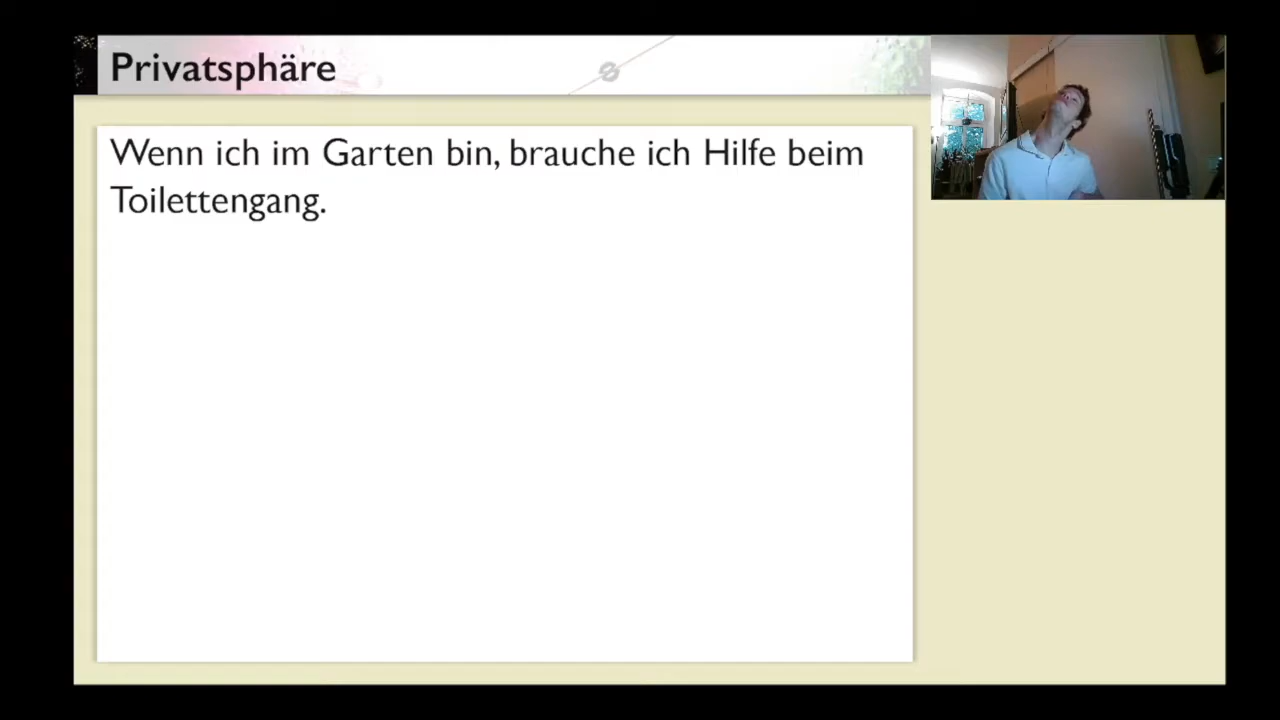 Privatsphäre
Wenn ich im Garten bin, brauche ich Hilfe beim
Toilettengang.